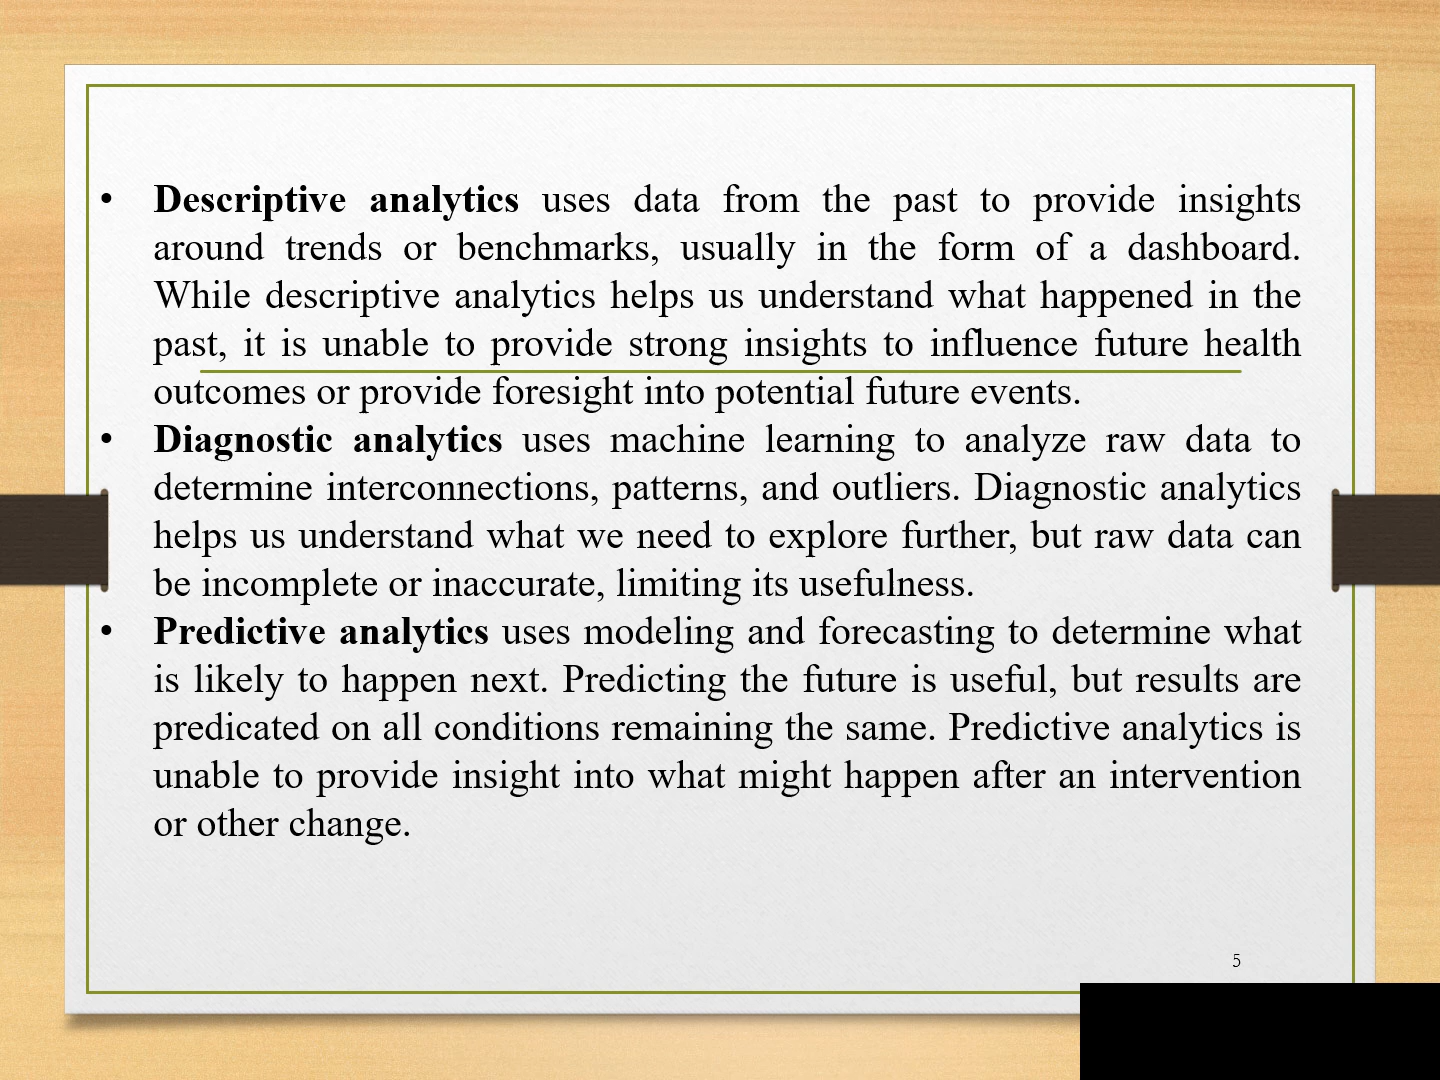 • Descriptive analytics uses data from the past to provide insights
around trends or benchmarks, usually in the form of a dashboard.
While descriptive analytics helps us understand what happened in the
past, it is unable to provide strong insights to influence future health
outcomes or provide foresight into potential future events.
• Diagnostic analytics uses machine learning to analyze raw data to
determine interconnections, patterns, and outliers. Diagnostic analytics
helps us understand what we need to explore further, but raw data can
be incomplete or inaccurate, limiting its usefulness.
• Predictive analytics uses modeling and forecasting to determine what
is likely to happen next. Predicting the future is useful, but results are
predicated on all conditions remaining the same. Predictive analytics is
unable to provide insight into what might happen after an intervention
or other change.
5